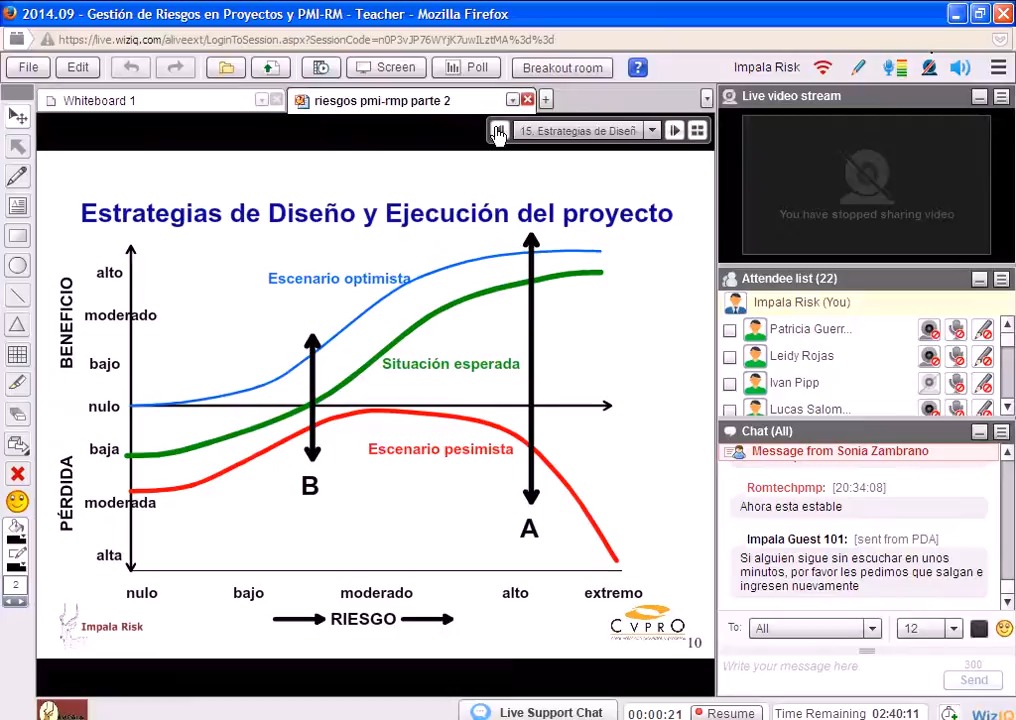 2014.09 - Gestión de Riesgos en Proyectos y PMI-RM - Teacher - Mozilla Firefox
https://live.wiziq.com/aliveext/LoginToSession.aspx?SessionCode=n0P3vJP76WYjK7uwILztMA%3d%3d
File Edit Screen Poll Breakout room ? Impala Risk
Whiteboard 1
riesgos pmi-rmp parte 2
15. Estrategias de Diseñ
Estrategias de Diseño y Ejecución del proyecto
BENEFICIO
alto
moderado
bajo
nulo
PÉRDIDA
baja
moderada
alta
Escenario optimista
Situación esperada
Escenario pesimista
B
A
nulo bajo moderado alto extremo
RIESGO
Impala Risk
CVPRO
10
Live video stream
You have stopped sharing video
Attendee list (22)
Impala Risk (You)
Patricia Guerr...
Leidy Rojas
Ivan Pipp
Lucas Salom...
Chat (All)
Message from Sonia Zambrano
Romtechpmp: [20:34:08]
Ahora esta estable
Impala Guest 101: [sent from PDA]
Si alguien sigue sin escuchar en unos
minutos, por favor les pedimos que salgan e
ingresen nuevamente
To: All 12
Write your message here
300
Send
2
Live Support Chat 00:00:21 Resume Time Remaining 02:40:11 WizIQ